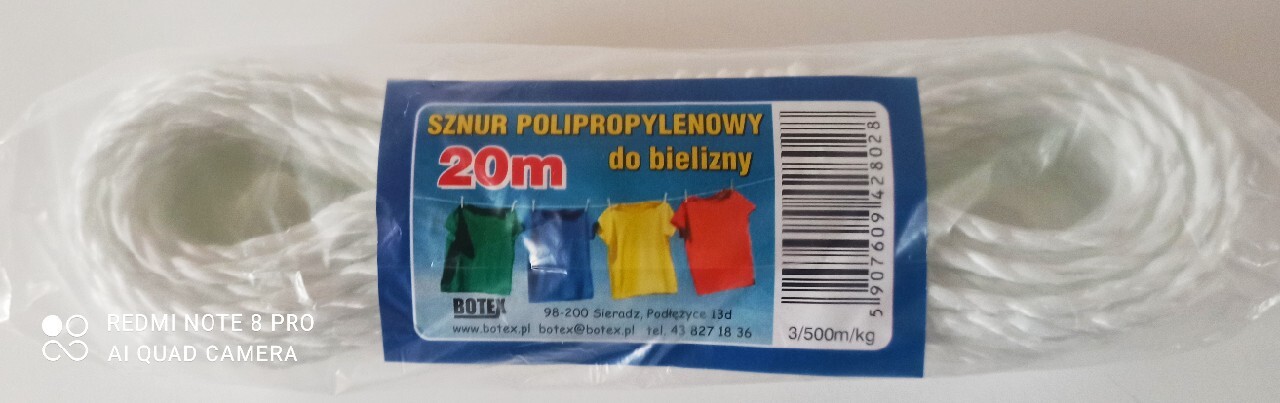 SZNUR POLIPROPYLENOWY
20m do bielizny
BOTEX
98-200 Sieradz, Podłężyce 13d
www.botex.pl botex@botex.pl tel. 43 827 18 36
5 907609 428028
3/500m/kg
REDMI NOTE 8 PRO
AI QUAD CAMERA